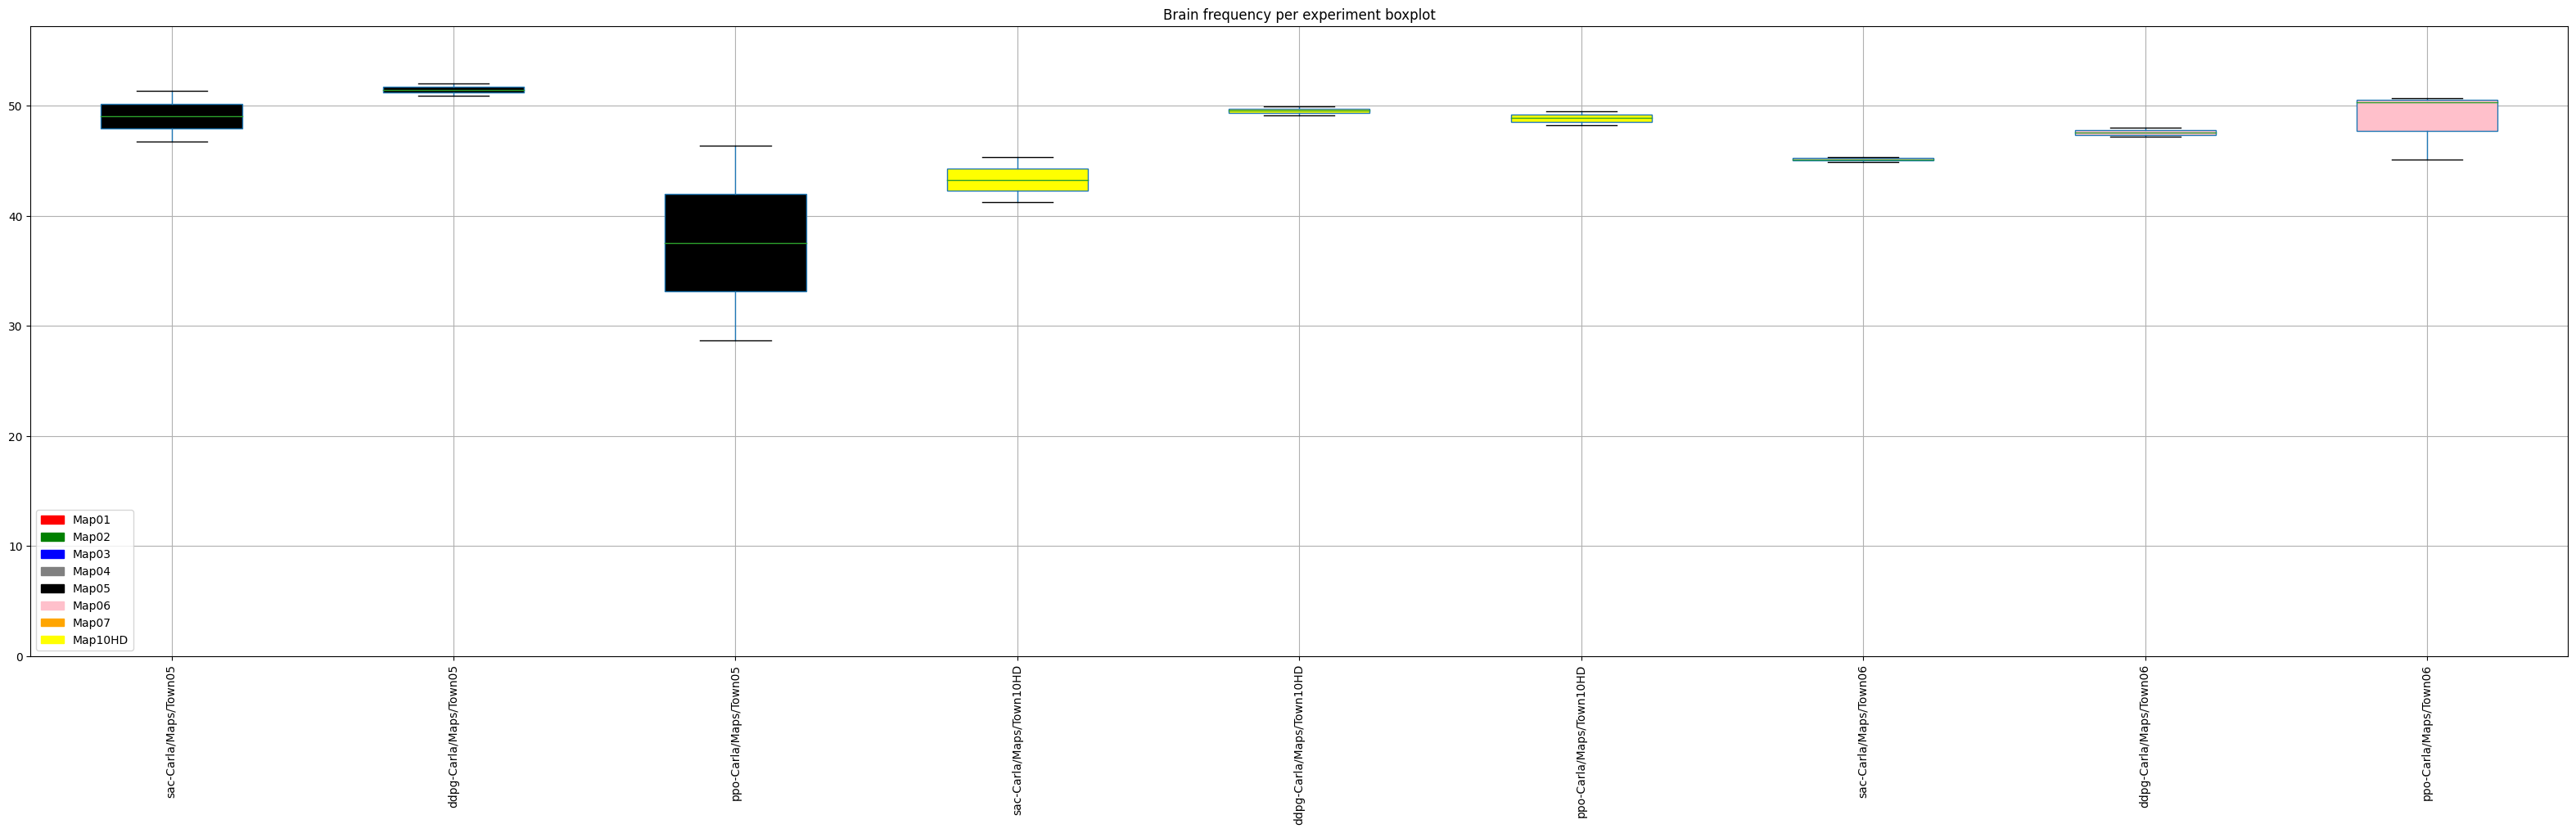 Brain frequency per experiment boxplot
50
40
30
20
10
0
Map01
Map02
Map03
Map04
Map05
Map06
Map07
Map10HD
sac-Carla/Maps/Town05
ddpg-Carla/Maps/Town05
ppo-Carla/Maps/Town05
sac-Carla/Maps/Town10HD
ddpg-Carla/Maps/Town10HD
ppo-Carla/Maps/Town10HD
sac-Carla/Maps/Town06
ddpg-Carla/Maps/Town06
ppo-Carla/Maps/Town06